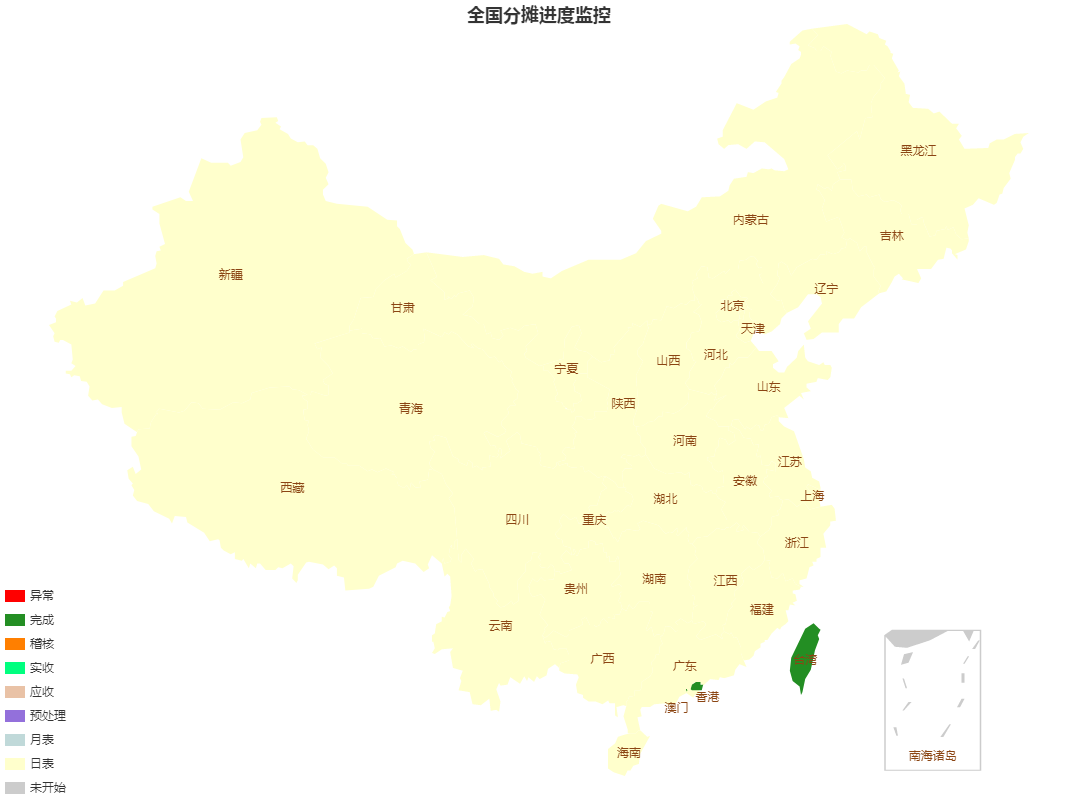 全国分摊进度监控
黑龙江
内蒙古
吉林
新疆
辽宁
甘肃
北京
天津
河北
山西
宁夏
山东
陕西
青海
河南
江苏
安徽
西藏
上海
湖北
四川
重庆
浙江
湖南
江西
贵州
福建
云南
广西
台湾
广东
香港
澳门
海南
南海诸岛
异常
完成
稽核
实收
应收
预处理
月表
日表
未开始